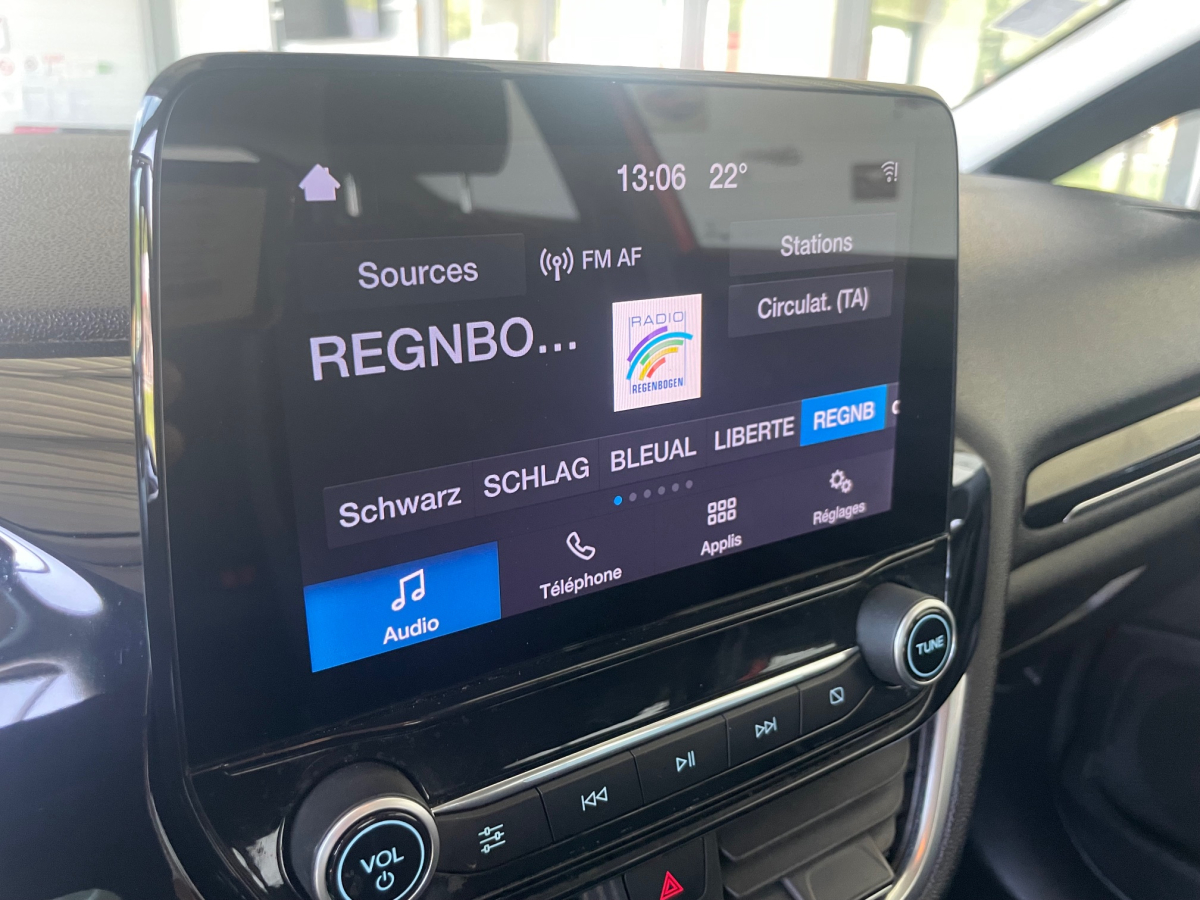 13:06 22°
Sources
FM AF
Stations
Circulat. (TA)
REGNBO...
RADIO
REGENBOGEN
Schwarz SCHLAG BLEUAL LIBERTE REGNB
Audio
Téléphone
Applis
Réglages
TUNE
VOL